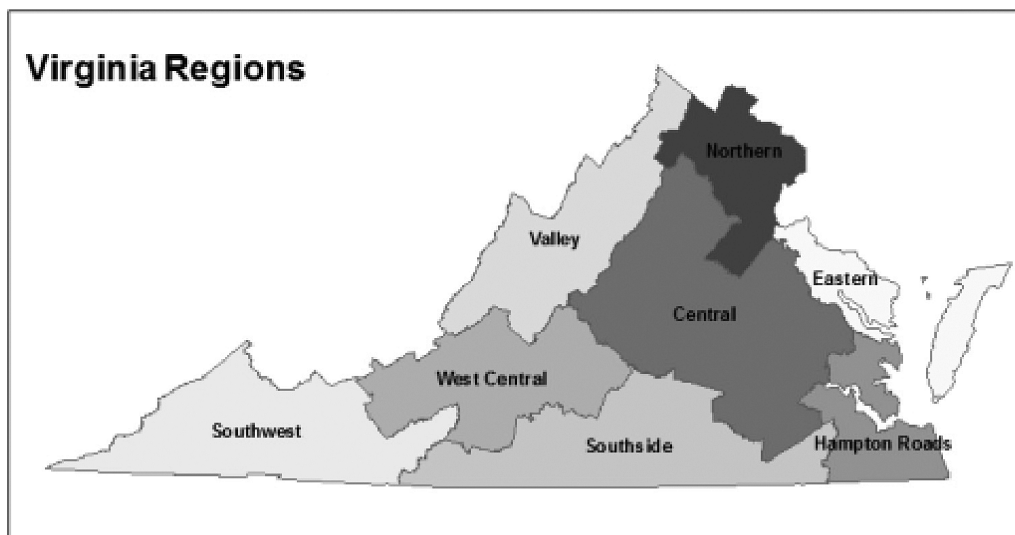 Virginia Regions
Northern
Valley
Eastern
Central
West Central
Southwest
Southside
Hampton Roads